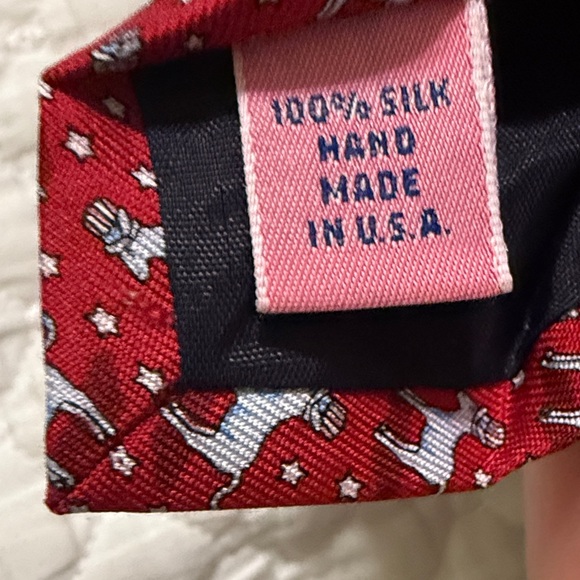 100% SILK
HAND
MADE
IN U.S.A.